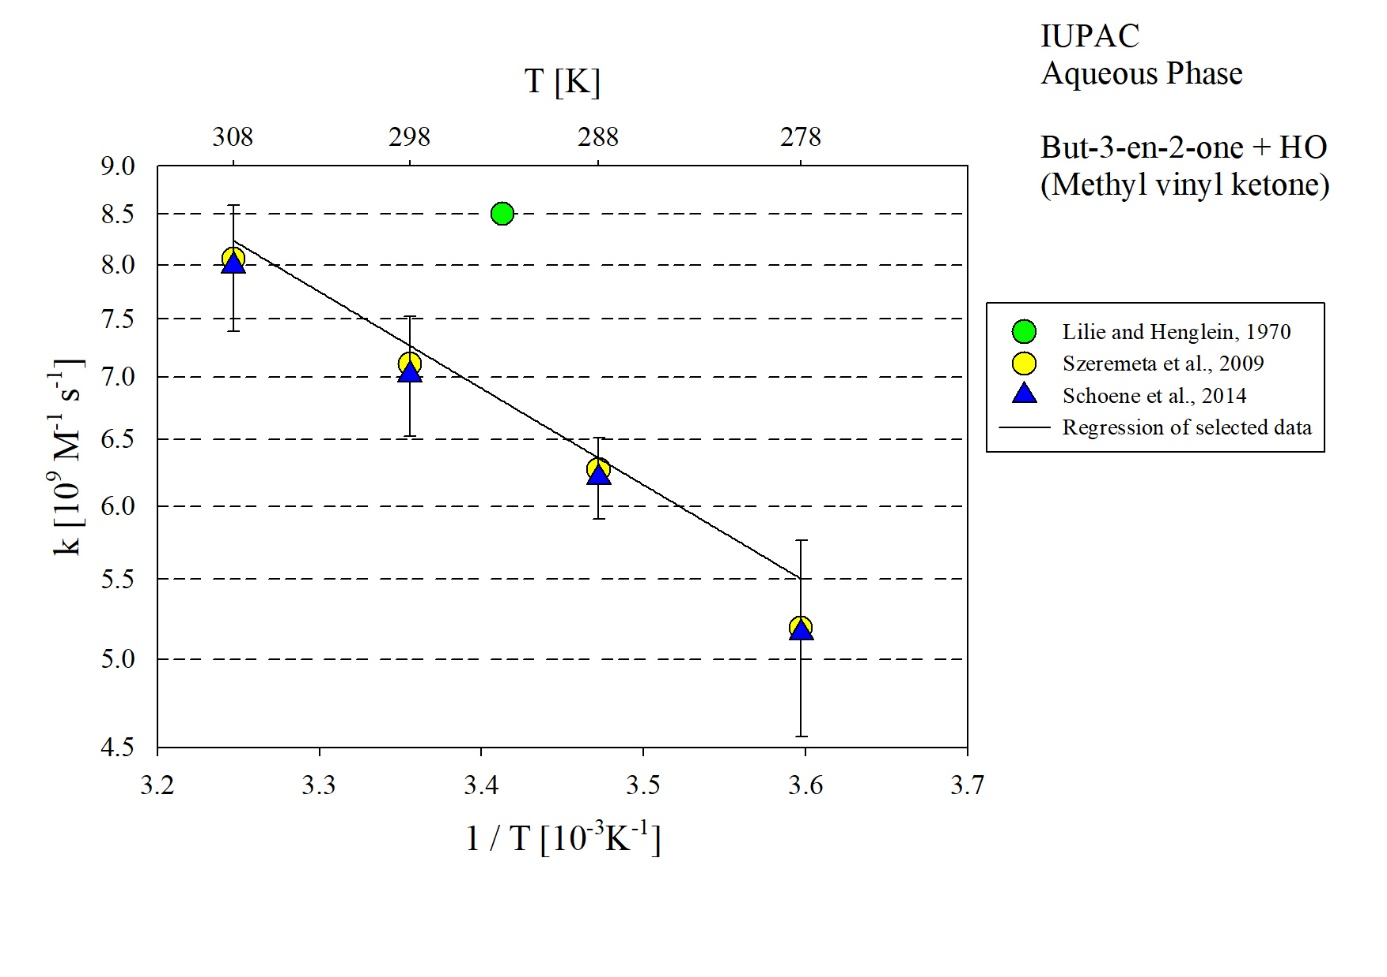 IUPAC
Aqueous Phase
But-3-en-2-one + HO
(Methyl vinyl ketone)
T [K]
308 298 288 278
9.0
8.5
8.0
7.5
7.0
6.5
6.0
5.5
5.0
4.5
k [10⁹ M⁻¹ s⁻¹]
3.2 3.3 3.4 3.5 3.6 3.7
1 / T [10⁻³K⁻¹]
Lilie and Henglein, 1970
Szeremeta et al., 2009
Schoene et al., 2014
Regression of selected data